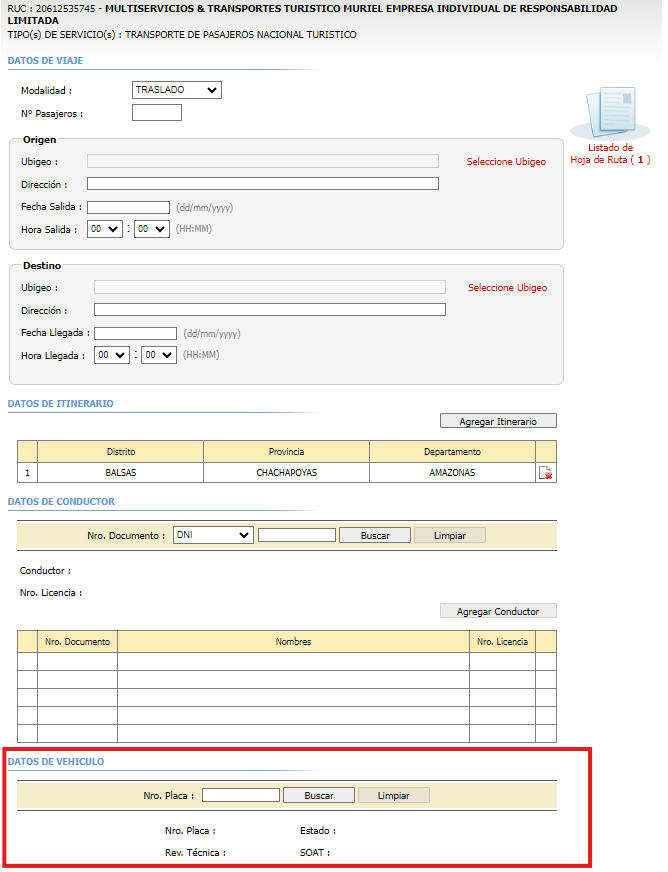 RUC : 20612535745 - MULTISERVICIOS & TRANSPORTES TURISTICO MURIEL EMPRESA INDIVIDUAL DE RESPONSABILIDAD
LIMITADA
TIPO(s) DE SERVICIO(s) : TRANSPORTE DE PASAJEROS NACIONAL TURISTICO
DATOS DE VIAJE
Modalidad : TRASLADO
Nº Pasajeros :
Listado de
Hoja de Ruta ( 1 )
Origen
Ubigeo : Seleccione Ubigeo
Dirección :
Fecha Salida : (dd/mm/yyyy)
Hora Salida : 00 : 00 (HH:MM)
Destino
Ubigeo : Seleccione Ubigeo
Dirección :
Fecha Llegada : (dd/mm/yyyy)
Hora Llegada : 00 : 00 (HH:MM)
DATOS DE ITINERARIO
Agregar Itinerario
Distrito Provincia Departamento
1 BALSAS CHACHAPOYAS AMAZONAS
DATOS DE CONDUCTOR
Nro. Documento : DNI Buscar Limpiar
Conductor :
Nro. Licencia :
Agregar Conductor
Nro. Documento Nombres Nro. Licencia
DATOS DE VEHICULO
Nro. Placa : Buscar Limpiar
Nro. Placa : Estado :
Rev. Técnica : SOAT :